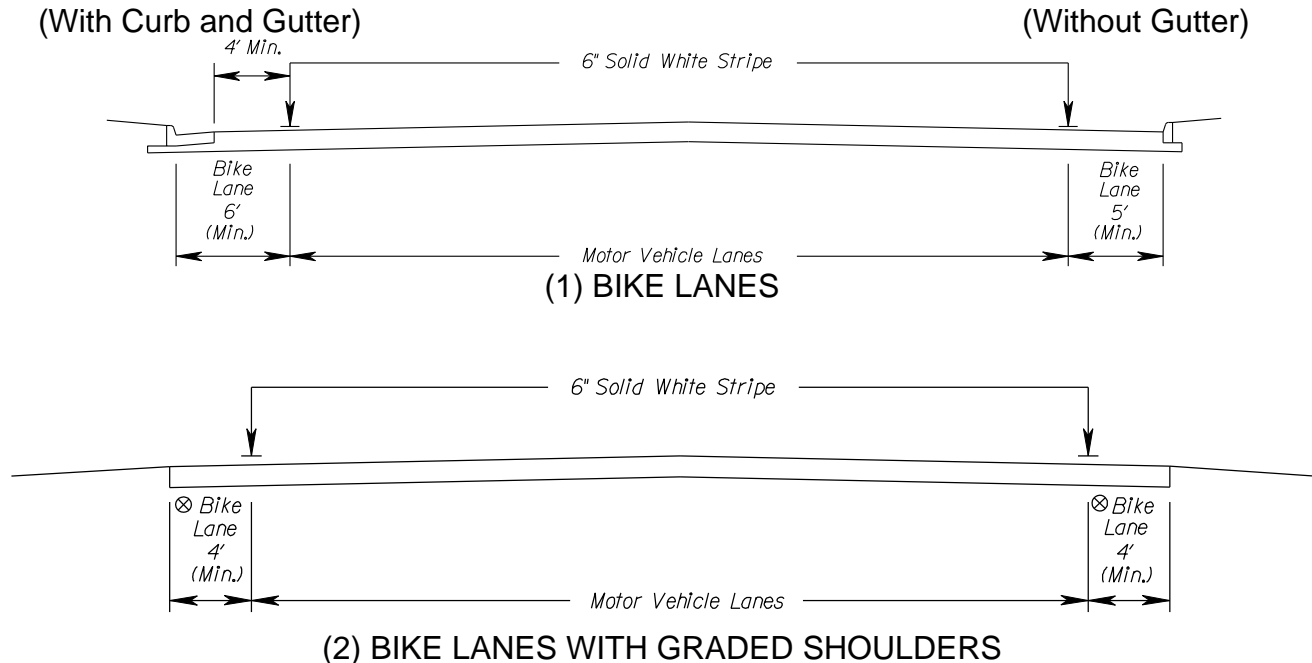 (With Curb and Gutter)
(Without Gutter)
4' Min.
6" Solid White Stripe
Bike
Lane
6'
(Min.)
Bike
Lane
5'
(Min.)
Motor Vehicle Lanes
(1) BIKE LANES
6" Solid White Stripe
⊗ Bike
Lane
4'
(Min.)
⊗ Bike
Lane
4'
(Min.)
Motor Vehicle Lanes
(2) BIKE LANES WITH GRADED SHOULDERS